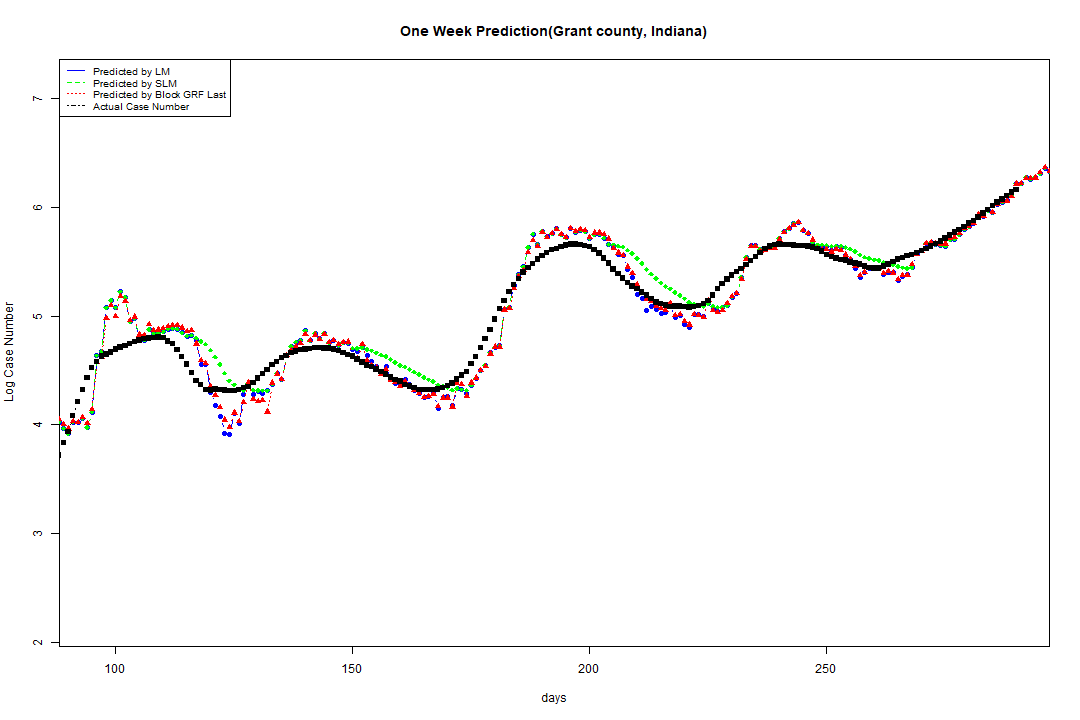 One Week Prediction(Grant county, Indiana)
Predicted by LM
Predicted by SLM
Predicted by Block GRF Last
Actual Case Number
7
6
5
4
3
2
Log Case Number
100 150 200 250
days